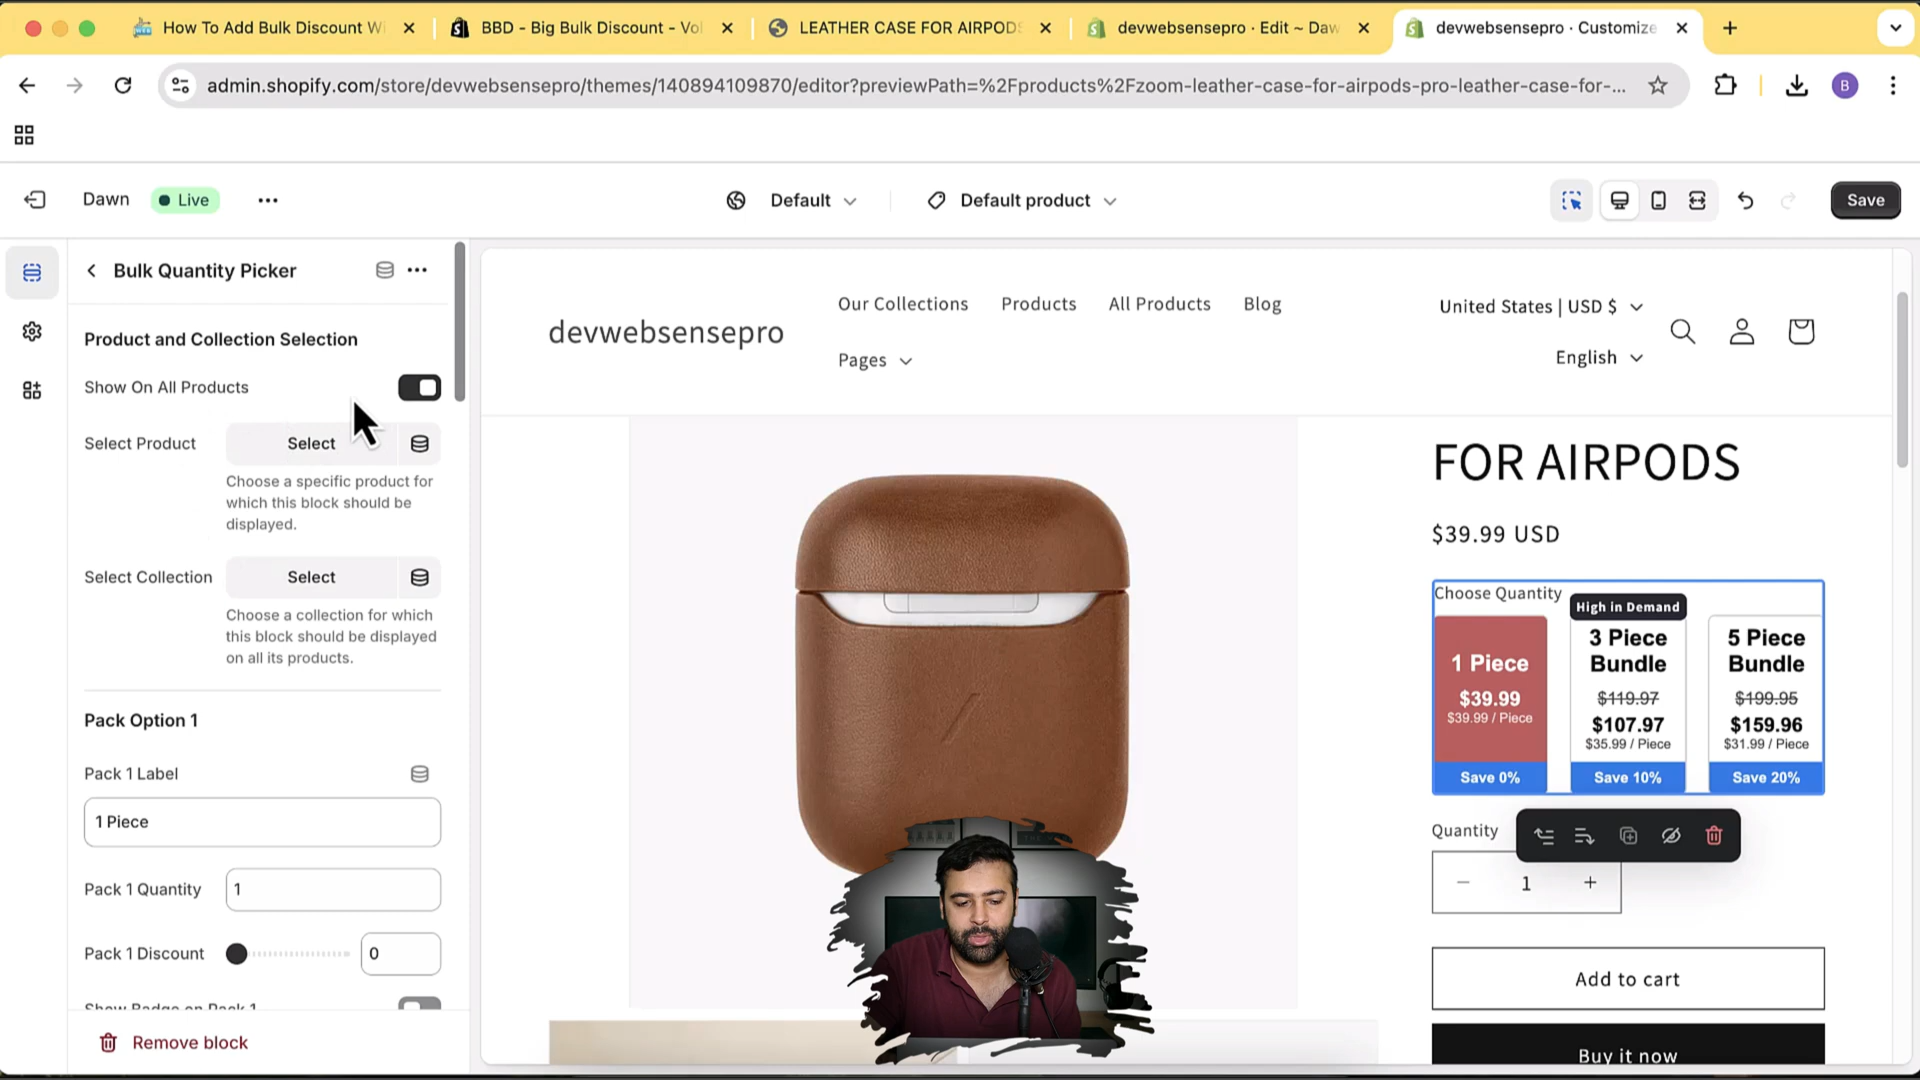 How To Add Bulk Discount Wi
BBD - Big Bulk Discount - Vol
LEATHER CASE FOR AIRPODS
devwebsensepro · Edit ~ Daw
devwebsensepro · Customize
admin.shopify.com/store/devwebsensepro/themes/140894109870/editor?previewPath=%2Fproducts%2Fzoom-leather-case-for-airpods-pro-leather-case-for-...
B
Dawn
Live
Default
Default product
Save
Bulk Quantity Picker
Product and Collection Selection
Show On All Products
Select Product
Select
Choose a specific product for
which this block should be
displayed.
Select Collection
Select
Choose a collection for which
this block should be displayed
on all its products.
Pack Option 1
Pack 1 Label
1 Piece
Pack 1 Quantity
1
Pack 1 Discount
0
Show Badge on Pack 1
Remove block
devwebsensepro
Our Collections
Products
All Products
Blog
Pages
United States | USD $
English
FOR AIRPODS
$39.99 USD
Choose Quantity
1 Piece
$39.99
$39.99 / Piece
Save 0%
High in Demand
3 Piece
Bundle
$119.97
$107.97
$35.99 / Piece
Save 10%
5 Piece
Bundle
$199.95
$159.96
$31.99 / Piece
Save 20%
Quantity
1
Add to cart
Buy it now